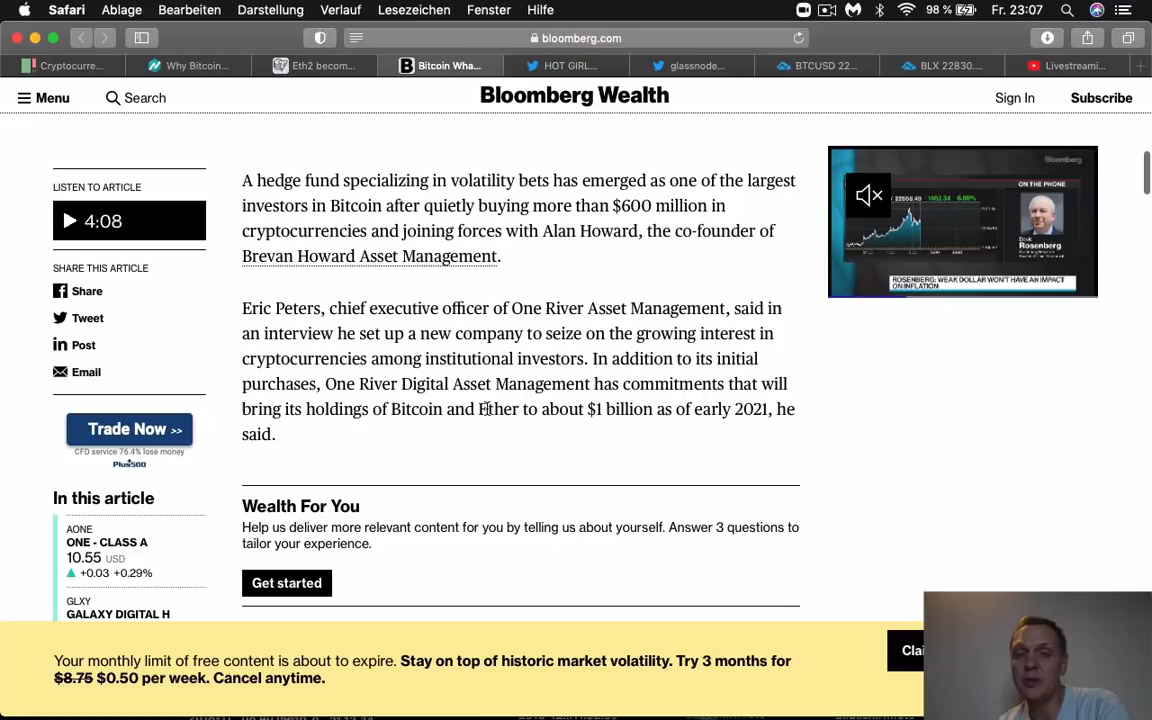 Safari Ablage Bearbeiten Darstellung Verlauf Lesezeichen Fenster Hilfe 98 % Fr. 23:07
bloomberg.com
Cryptocurre... Why Bitcoin... Eth2 becom... B Bitcoin Wha... HOT GIRL... glassnode... BTCUSD 22... BLX 22830.... Livestreami...
Menu Search Bloomberg Wealth Sign In Subscribe
LISTEN TO ARTICLE
4:08
SHARE THIS ARTICLE
Share
Tweet
Post
Email
Trade Now >>
CFD service 76.4% lose money
Plus500
In this article
AONE
ONE - CLASS A
10.55 USD
+0.03 +0.29%
GLXY
GALAXY DIGITAL H
A hedge fund specializing in volatility bets has emerged as one of the largest
investors in Bitcoin after quietly buying more than $600 million in
cryptocurrencies and joining forces with Alan Howard, the co-founder of
Brevan Howard Asset Management.
Eric Peters, chief executive officer of One River Asset Management, said in
an interview he set up a new company to seize on the growing interest in
cryptocurrencies among institutional investors. In addition to its initial
purchases, One River Digital Asset Management has commitments that will
bring its holdings of Bitcoin and Ether to about $1 billion as of early 2021, he
said.
Wealth For You
Help us deliver more relevant content for you by telling us about yourself. Answer 3 questions to
tailor your experience.
Get started
Bloomberg
ON THE PHONE
1452.34
David
Rosenberg
ROSENBERG: WEAK DOLLAR WON'T HAVE AN IMPACT
ON INFLATION
Your monthly limit of free content is about to expire. Stay on top of historic market volatility. Try 3 months for
$8.75 $0.50 per week. Cancel anytime.
Clai